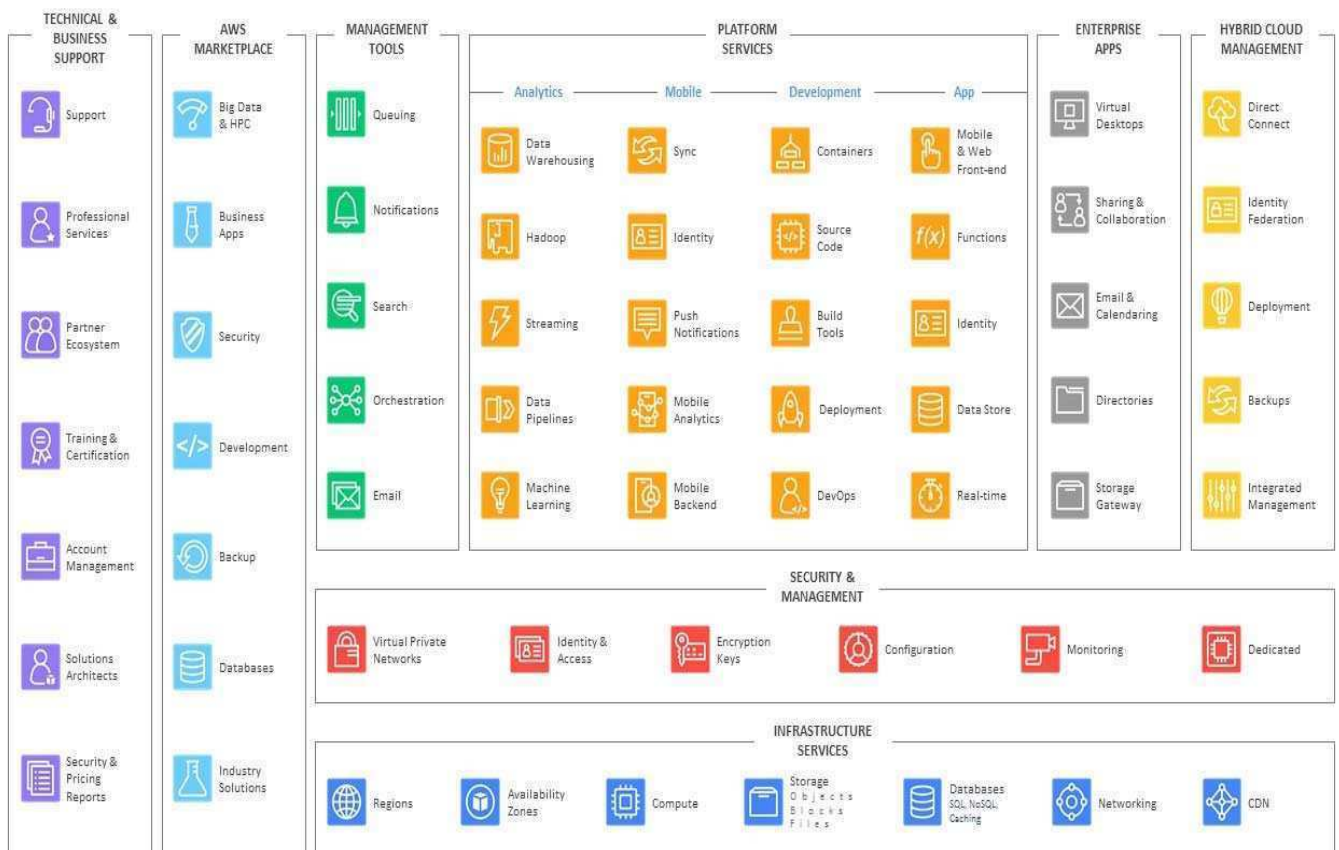 TECHNICAL &
BUSINESS
SUPPORT
Support
Professional
Services
Partner
Ecosystem
Training &
Certification
Account
Management
Solutions
Architects
Security &
Pricing
Reports
AWS
MARKETPLACE
Big Data
& HPC
Business
Apps
Security
Development
Backup
Databases
Industry
Solutions
MANAGEMENT
TOOLS
Queuing
Notifications
Search
Orchestration
Email
PLATFORM
SERVICES
Analytics
Data
Warehousing
Hadoop
Streaming
Data
Pipelines
Machine
Learning
Mobile
Sync
Identity
Push
Notifications
Mobile
Analytics
Mobile
Backend
Development
Containers
</>
Source
Code
Build
Tools
Deployment
DevOps
App
Mobile
& Web
Front-end
f(x)
Functions
Identity
Data Store
Real-time
ENTERPRISE
APPS
Virtual
Desktops
Sharing &
Collaboration
Email &
Calendaring
Directories
Storage
Gateway
HYBRID CLOUD
MANAGEMENT
Direct
Connect
Identity
Federation
Deployment
Backups
Integrated
Management
SECURITY &
MANAGEMENT
Virtual Private
Networks
Identity &
Access
Encryption
Keys
Configuration
Monitoring
Dedicated
INFRASTRUCTURE
SERVICES
Regions
Availability
Zones
Compute
Storage
Objects
Blocks
Files
Databases
SQL, NoSQL,
Caching
Networking
CDN